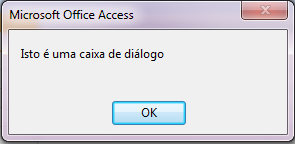 Microsoft Office Access
Isto é uma caixa de diálogo
OK